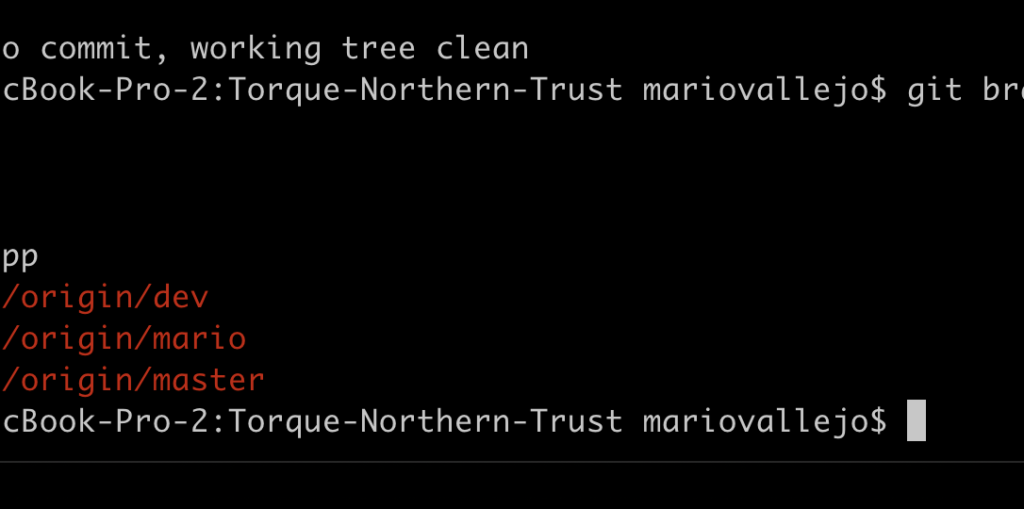 o commit, working tree clean
cBook-Pro-2:Torque-Northern-Trust mariovallejo$ git br
pp
/origin/dev
/origin/mario
/origin/master
cBook-Pro-2:Torque-Northern-Trust mariovallejo$